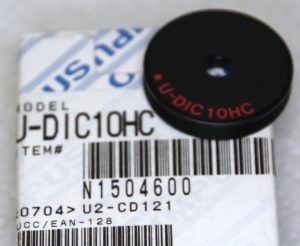 MODEL
U-DIC10HC
ITEM#
N1504600
0704> U2-CD121
UCC/EAN-128
•U-DIC10HC